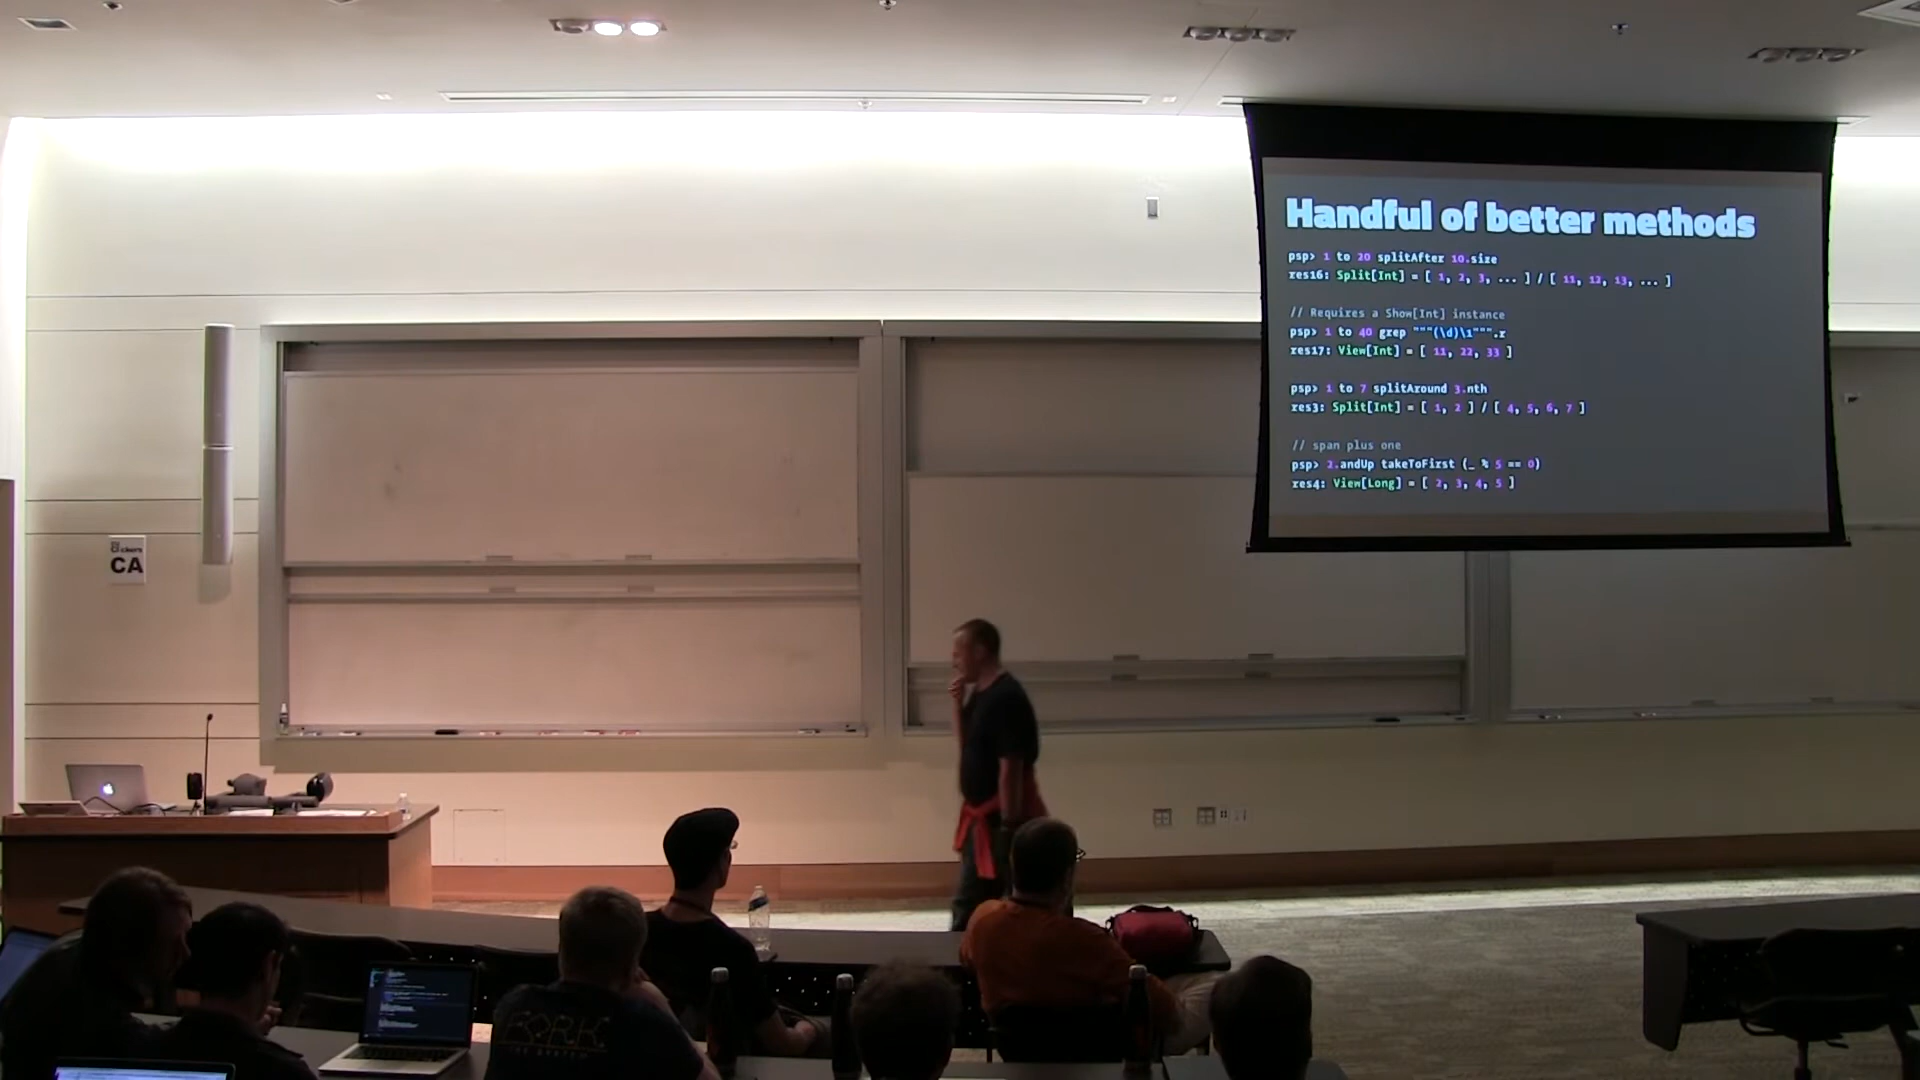 Handful of better methods
psp> 1 to 20 splitAfter 10.size
res16: Split[Int] = [ 1, 2, 3, ... ] / [ 11, 12, 13, ... ]
// Requires a Show[Int] instance
psp> 1 to 40 grep """(\d)\1""".r
res17: View[Int] = [ 11, 22, 33 ]
psp> 1 to 7 splitAround 3.nth
res3: Split[Int] = [ 1, 2 ] / [ 4, 5, 6, 7 ]
// span plus one
psp> 2.andUp takeToFirst (_ % 5 == 0)
res4: View[Long] = [ 2, 3, 4, 5 ]
CA
FORK